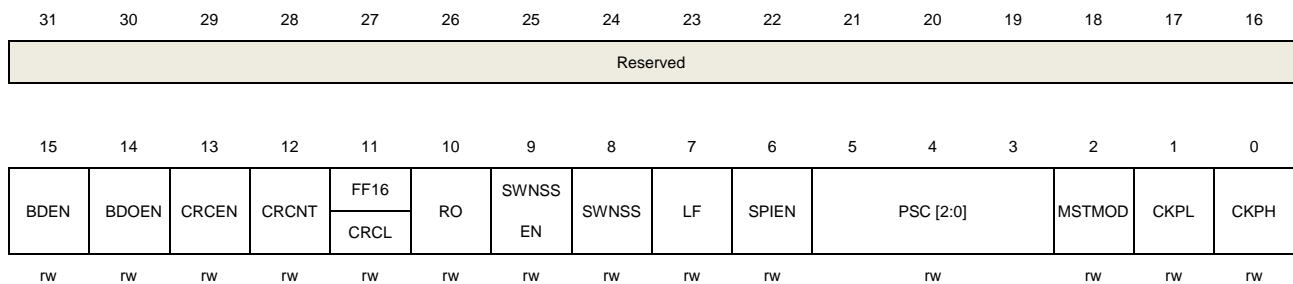 31 30 29 28 27 26 25 24 23 22 21 20 19 18 17 16
Reserved
15 14 13 12 11 10 9 8 7 6 5 4 3 2 1 0
BDEN BDOEN CRCEN CRCNT FF16 CRCL RO SWNSS EN SWNSS LF SPIEN PSC [2:0] MSTMOD CKPL CKPH
rw rw rw rw rw rw rw rw rw rw rw rw rw rw